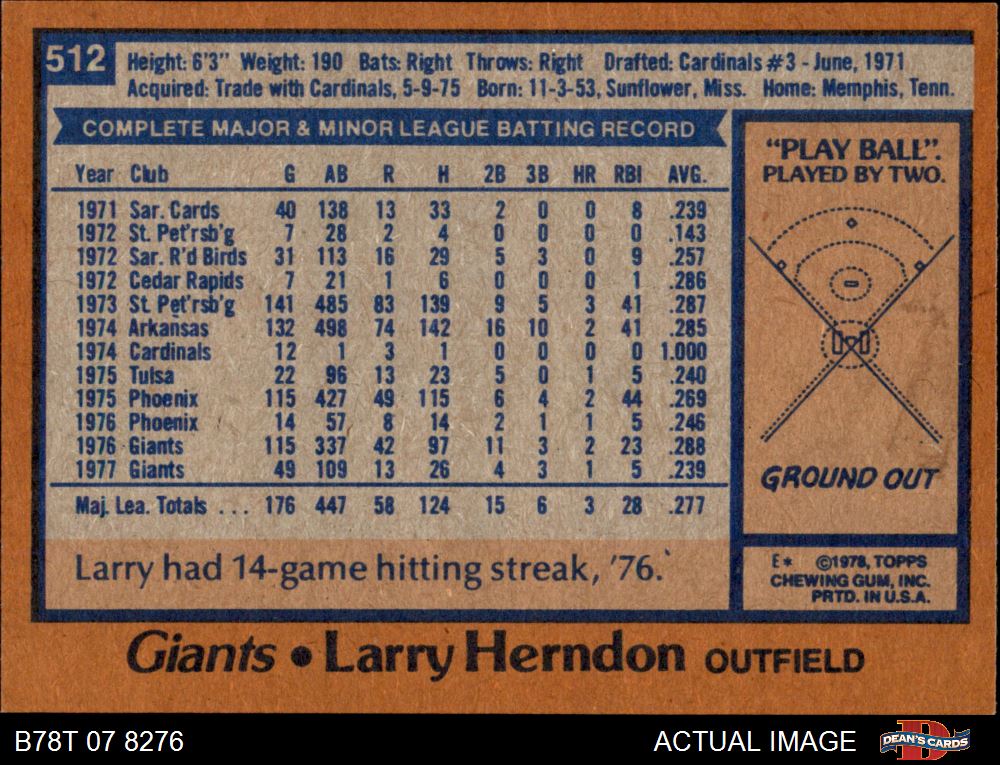 512
Height: 6'3" Weight: 190 Bats: Right Throws: Right Drafted: Cardinals #3 - June, 1971
Acquired: Trade with Cardinals, 5-9-75 Born: 11-3-53, Sunflower, Miss. Home: Memphis, Tenn.
COMPLETE MAJOR & MINOR LEAGUE BATTING RECORD
Year Club G AB R H 2B 3B HR RBI AVG.
1971 Sar. Cards 40 138 13 33 2 0 0 8 .239
1972 St. Pet'rsb'g 7 28 2 4 0 0 0 0 .143
1972 Sar. R'd Birds 31 113 16 29 5 3 0 9 .257
1972 Cedar Rapids 7 21 1 6 0 0 0 1 .286
1973 St. Pet'rsb'g 141 485 83 139 9 5 3 41 .287
1974 Arkansas 132 498 74 142 16 10 2 41 .285
1974 Cardinals 12 1 3 1 0 0 0 0 1.000
1975 Tulsa 22 96 13 23 5 0 1 5 .240
1975 Phoenix 115 427 49 115 6 4 2 44 .269
1976 Phoenix 14 57 8 14 2 1 1 5 .246
1976 Giants 115 337 42 97 11 3 2 23 .288
1977 Giants 49 109 13 26 4 3 1 5 .239
Maj. Lea. Totals ... 176 447 58 124 15 6 3 28 .277
Larry had 14-game hitting streak, '76.
"PLAY BALL".
PLAYED BY TWO.
GROUND OUT
E* ©1978, TOPPS
CHEWING GUM, INC.
PRTD. IN U.S.A.
Giants • Larry Herndon OUTFIELD
B78T 07 8276
ACTUAL IMAGE
D
DEAN'S CARDS